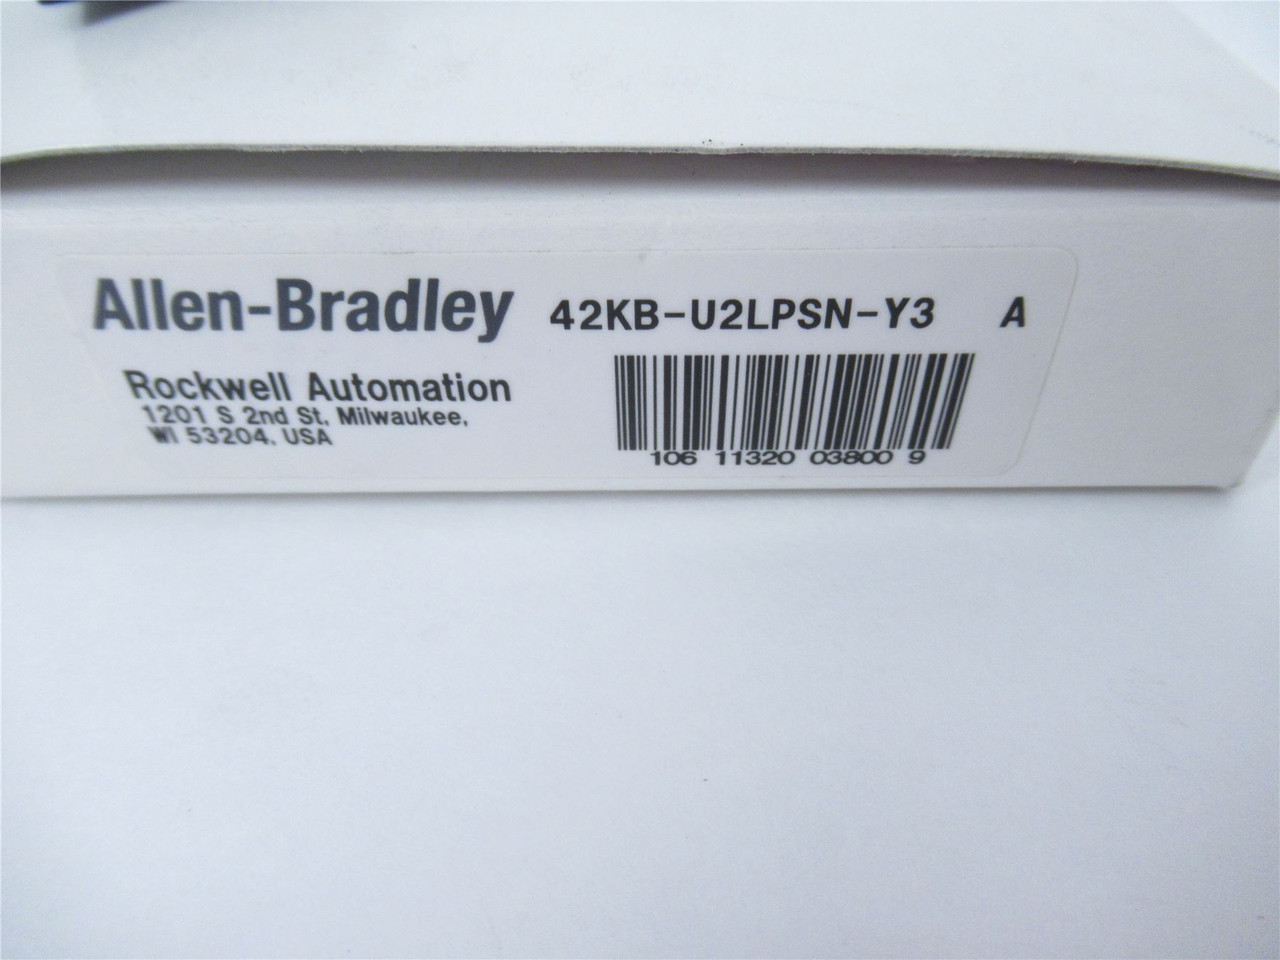 Allen-Bradley 42KB-U2LPSN-Y3 A
Rockwell Automation
1201 S 2nd St, Milwaukee,
WI 53204, USA
106 11320 03800 9